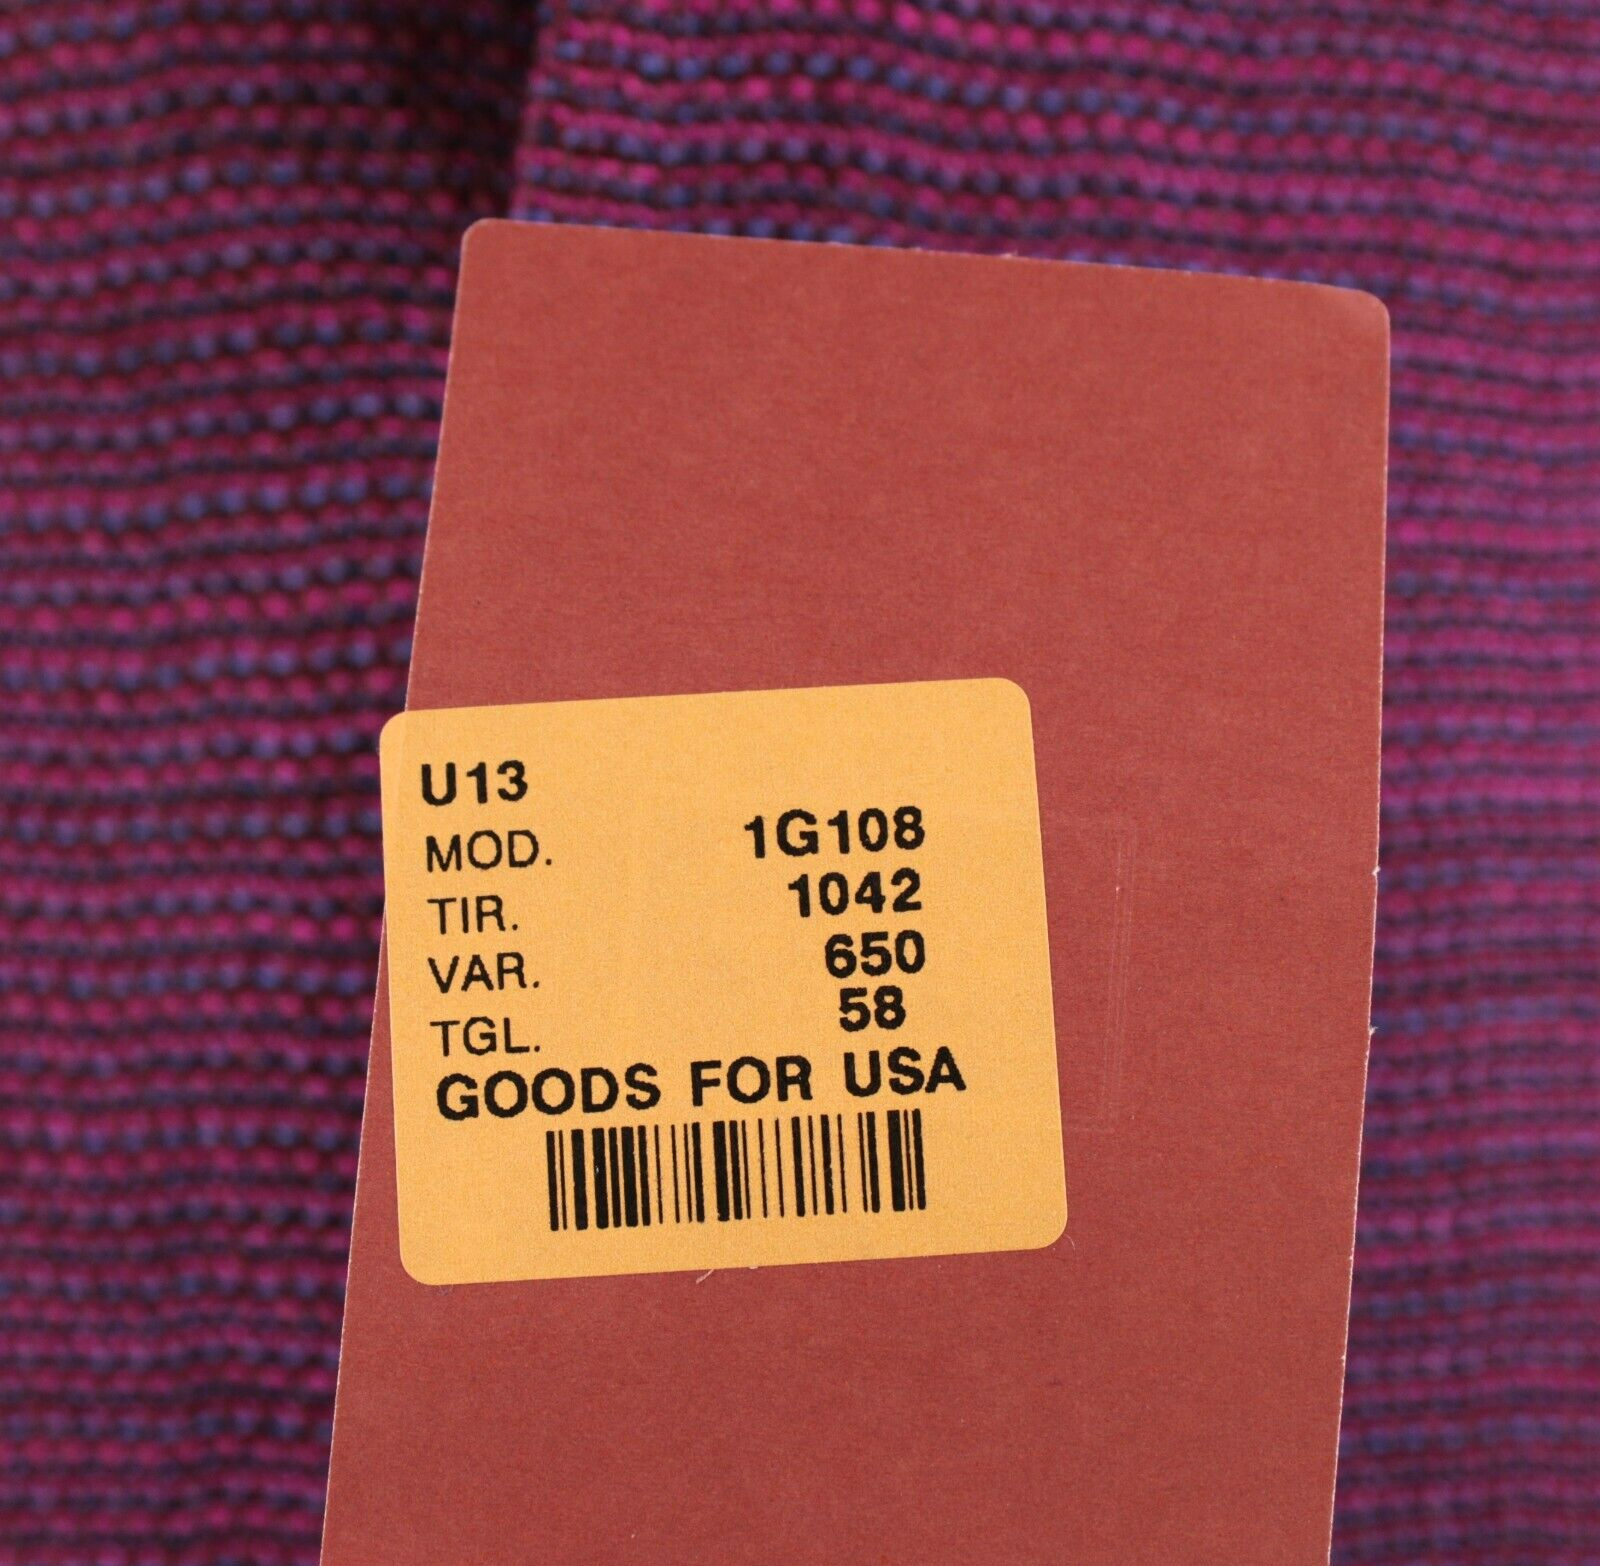 U13
MOD. 1G108
TIR. 1042
VAR. 650
TGL. 58
GOODS FOR USA